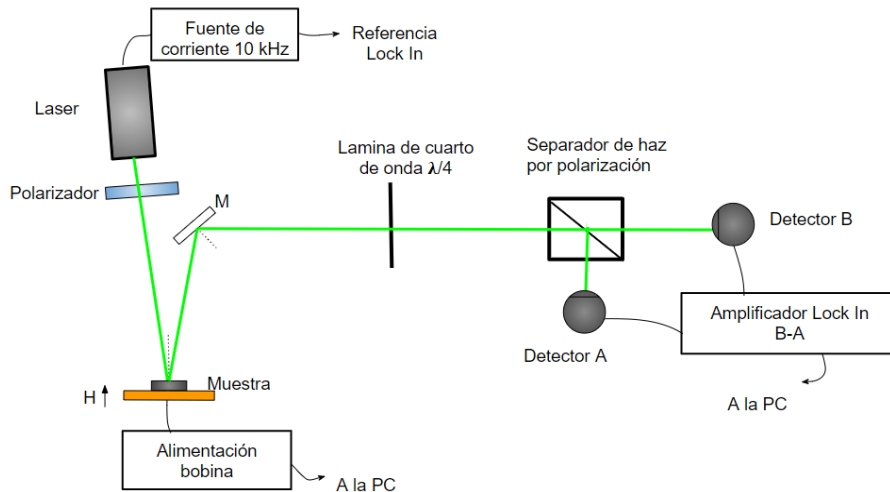 Fuente de
corriente 10 kHz
Referencia
Lock In
Laser
Polarizador
M
Lamina de cuarto
de onda λ/4
Separador de haz
por polarización
Detector B
Detector A
Amplificador Lock In
B-A
A la PC
H
Muestra
Alimentación
bobina
A la PC